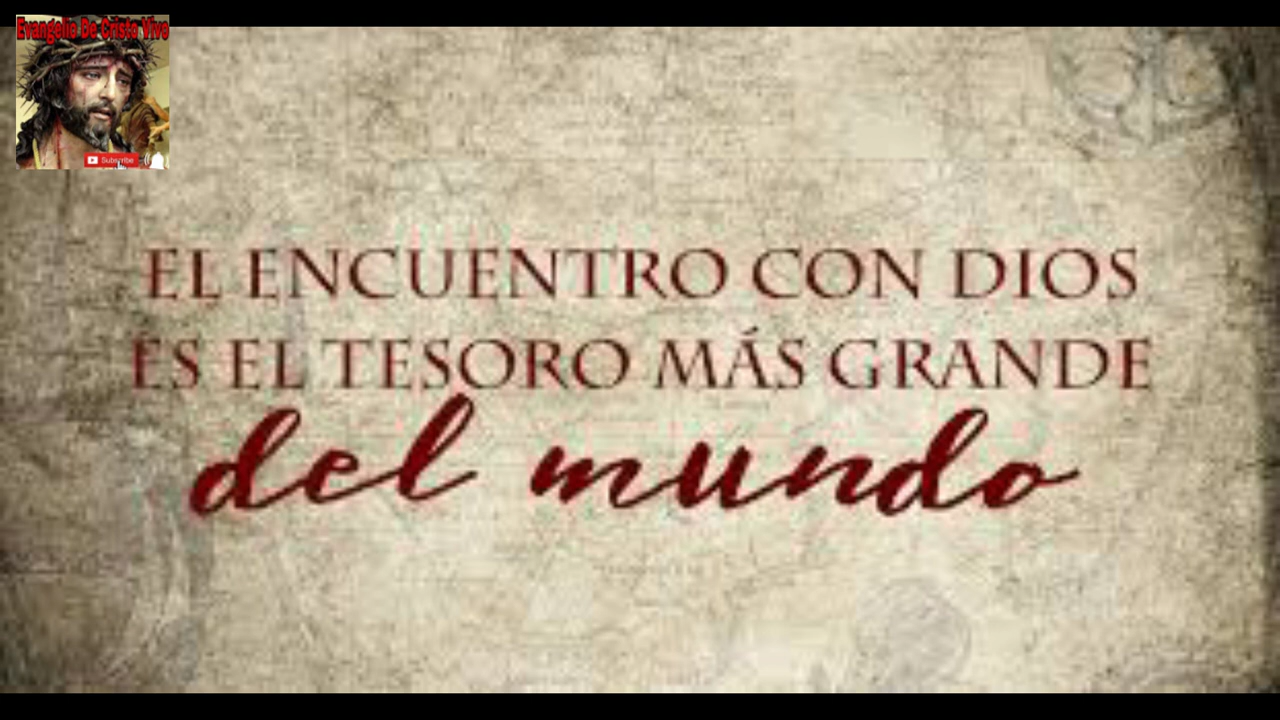 Evangelio De Cristo Vivo
Subscribe
EL ENCUENTRO CON DIOS
ES EL TESORO MÁS GRANDE
del mundo